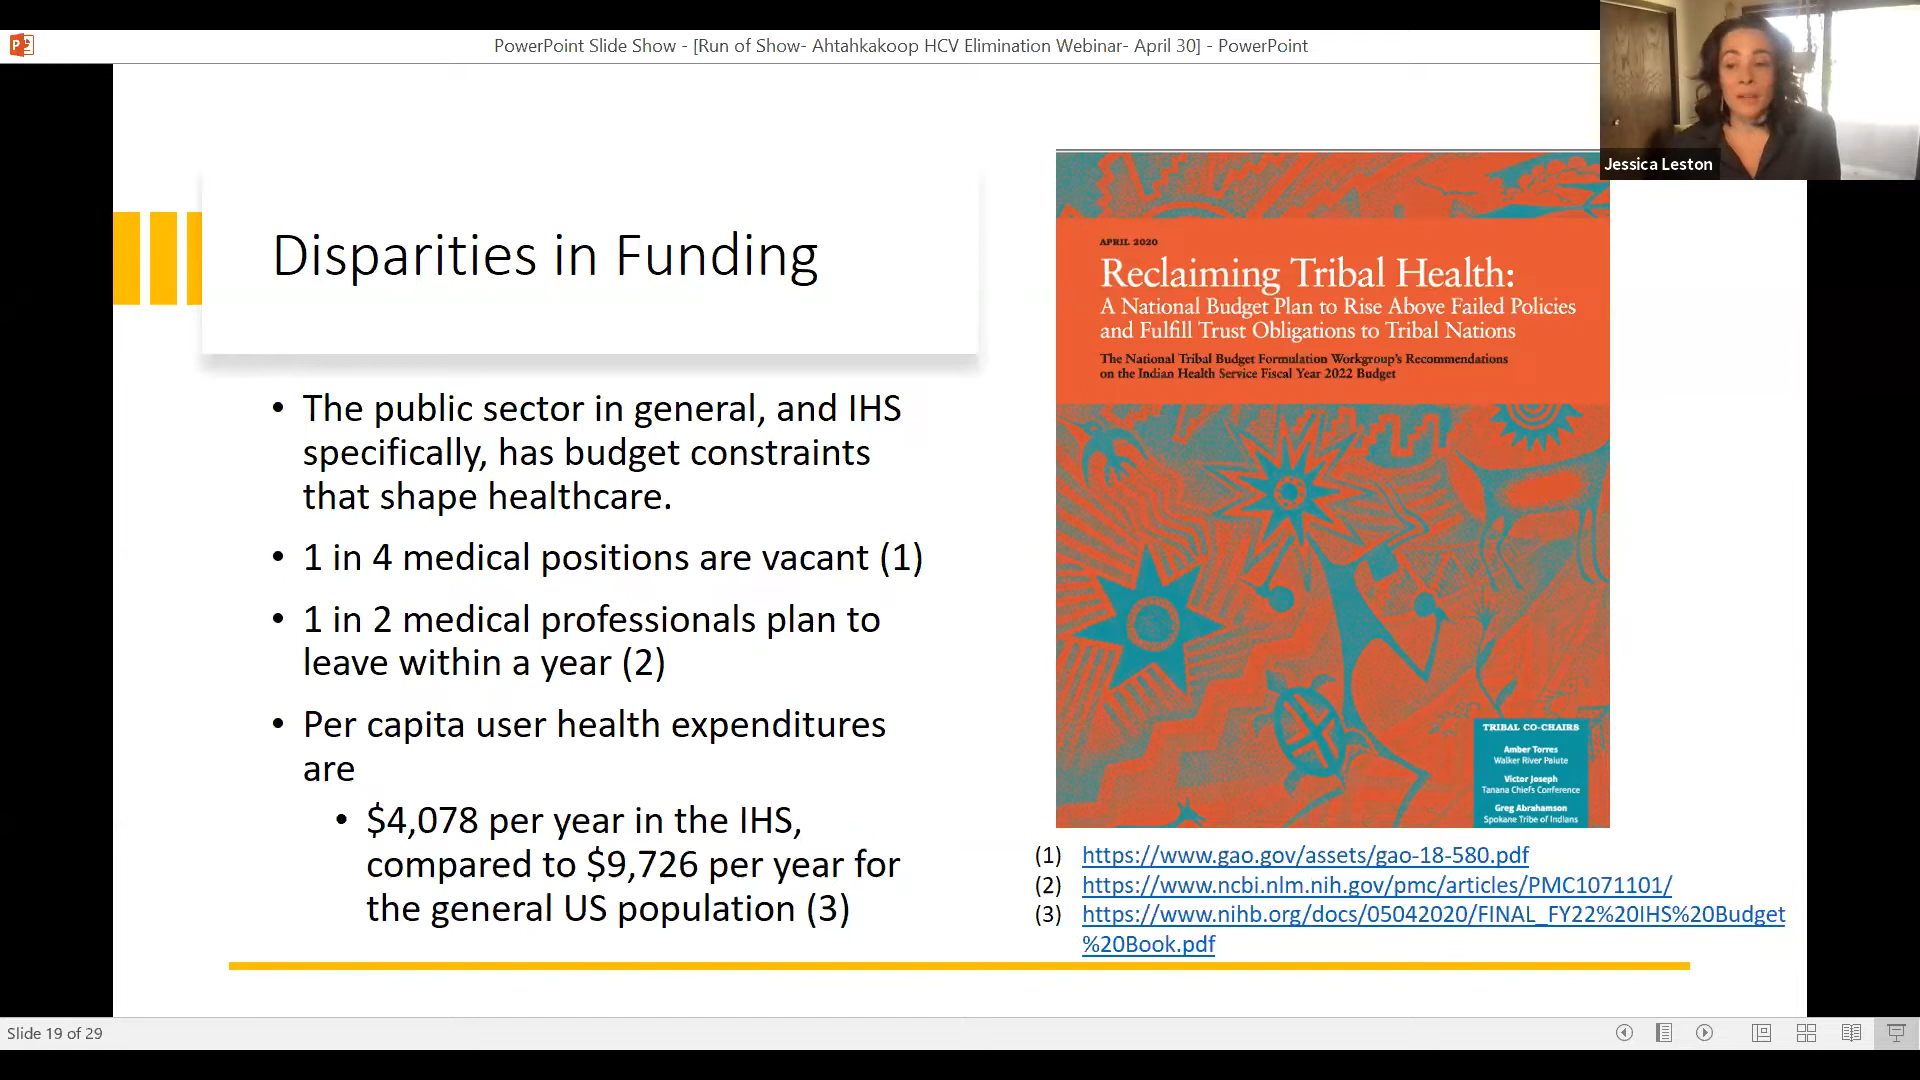 PowerPoint Slide Show - [Run of Show- Ahtahkakoop HCV Elimination Webinar- April 30] - PowerPoint
Jessica Leston
Disparities in Funding
• The public sector in general, and IHS
specifically, has budget constraints
that shape healthcare.
• 1 in 4 medical positions are vacant (1)
• 1 in 2 medical professionals plan to
leave within a year (2)
• Per capita user health expenditures
are
• $4,078 per year in the IHS,
compared to $9,726 per year for
the general US population (3)
APRIL 2020
Reclaiming Tribal Health:
A National Budget Plan to Rise Above Failed Policies
and Fulfill Trust Obligations to Tribal Nations
The National Tribal Budget Formulation Workgroup's Recommendations
on the Indian Health Service Fiscal Year 2022 Budget
TRIBAL CO-CHAIRS
Amber Torres
Walker River Paiute
Victor Joseph
Tanana Chiefs Conference
Greg Abrahamson
Spokane Tribe of Indians
(1) https://www.gao.gov/assets/gao-18-580.pdf
(2) https://www.ncbi.nlm.nih.gov/pmc/articles/PMC1071101/
(3) https://www.nihb.org/docs/05042020/FINAL_FY22%20IHS%20Budget
%20Book.pdf
Slide 19 of 29